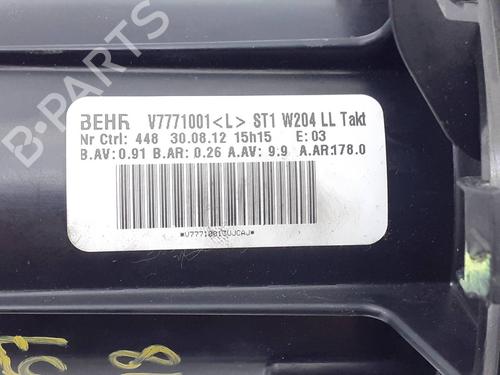 BEHR V7771001<L> ST1 W204 LL Takt
Nr Ctrl: 448 30.08.12 15h15 E:03
B.AV:0.91 B.AR:0.26 A.AV: 9.9 A.AR:178.0